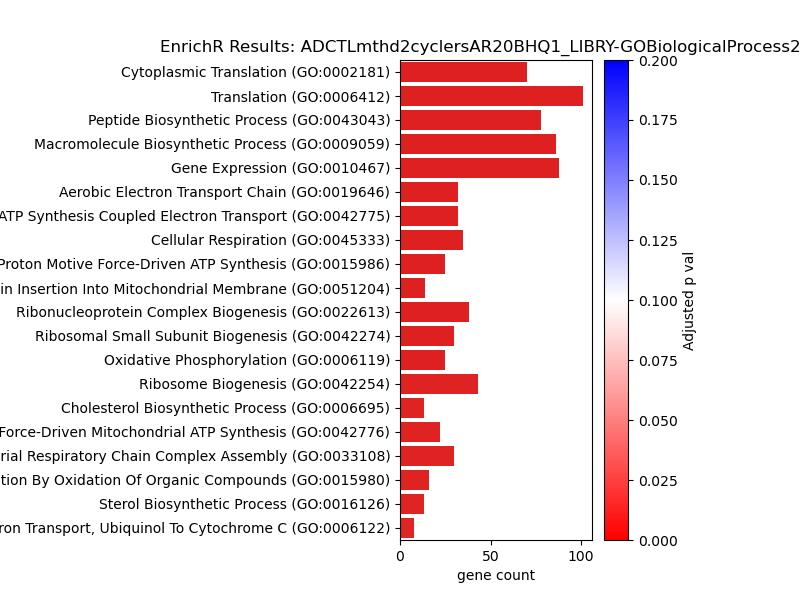 EnrichR Results: ADCTLmthd2cyclersAR20BHQ1_LIBRY-GOBiologicalProcess2
Cytoplasmic Translation (GO:0002181)
Translation (GO:0006412)
Peptide Biosynthetic Process (GO:0043043)
Macromolecule Biosynthetic Process (GO:0009059)
Gene Expression (GO:0010467)
Aerobic Electron Transport Chain (GO:0019646)
ATP Synthesis Coupled Electron Transport (GO:0042775)
Cellular Respiration (GO:0045333)
Proton Motive Force-Driven ATP Synthesis (GO:0015986)
in Insertion Into Mitochondrial Membrane (GO:0051204)
Ribonucleoprotein Complex Biogenesis (GO:0022613)
Ribosomal Small Subunit Biogenesis (GO:0042274)
Oxidative Phosphorylation (GO:0006119)
Ribosome Biogenesis (GO:0042254)
Cholesterol Biosynthetic Process (GO:0006695)
Force-Driven Mitochondrial ATP Synthesis (GO:0042776)
rial Respiratory Chain Complex Assembly (GO:0033108)
tion By Oxidation Of Organic Compounds (GO:0015980)
Sterol Biosynthetic Process (GO:0016126)
ron Transport, Ubiquinol To Cytochrome C (GO:0006122)
0 50 100
gene count
0.200
0.175
0.150
0.125
0.100
0.075
0.050
0.025
0.000
Adjusted p val